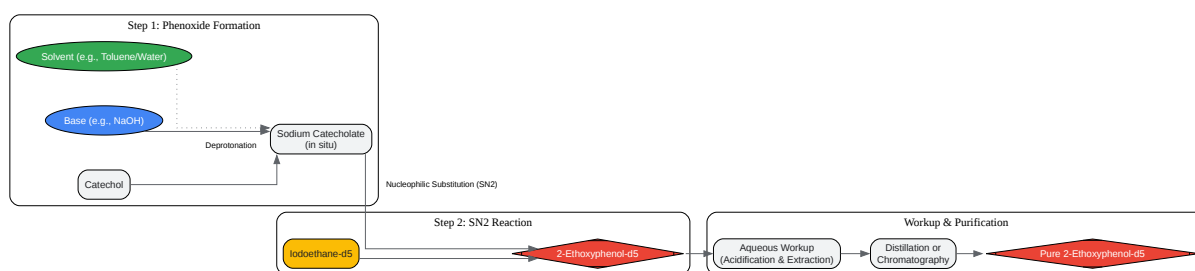 Step 1: Phenoxide Formation
Solvent (e.g., Toluene/Water)
Base (e.g., NaOH)
Deprotonation
Sodium Catecholate
(in situ)
Catechol
Nucleophilic Substitution (SN2)
Step 2: SN2 Reaction
Iodoethane-d5
2-Ethoxyphenol-d5
Workup & Purification
Aqueous Workup
(Acidification & Extraction)
Distillation or
Chromatography
Pure 2-Ethoxyphenol-d5